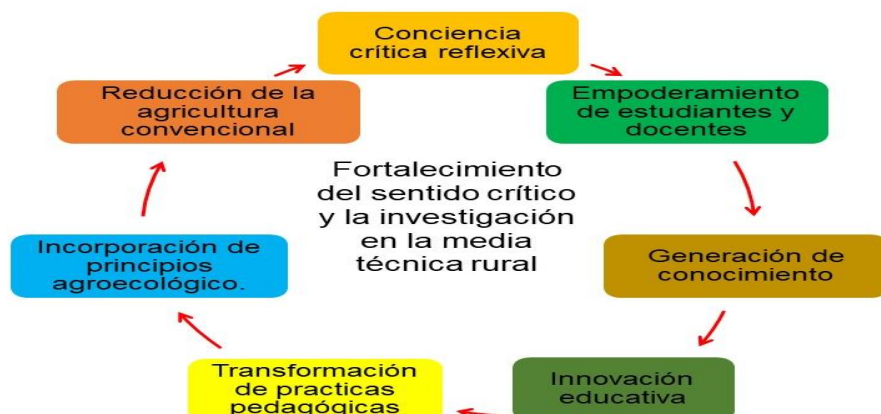 Conciencia
crítica reflexiva
Empoderamiento
de estudiantes y
docentes
Generación de
conocimiento
Innovación
educativa
Transformación
de practicas
pedagógicas
Incorporación de
principios
agroecológico.
Reducción de la
agricultura
convencional
Fortalecimiento
del sentido crítico
y la investigación
en la media
técnica rural